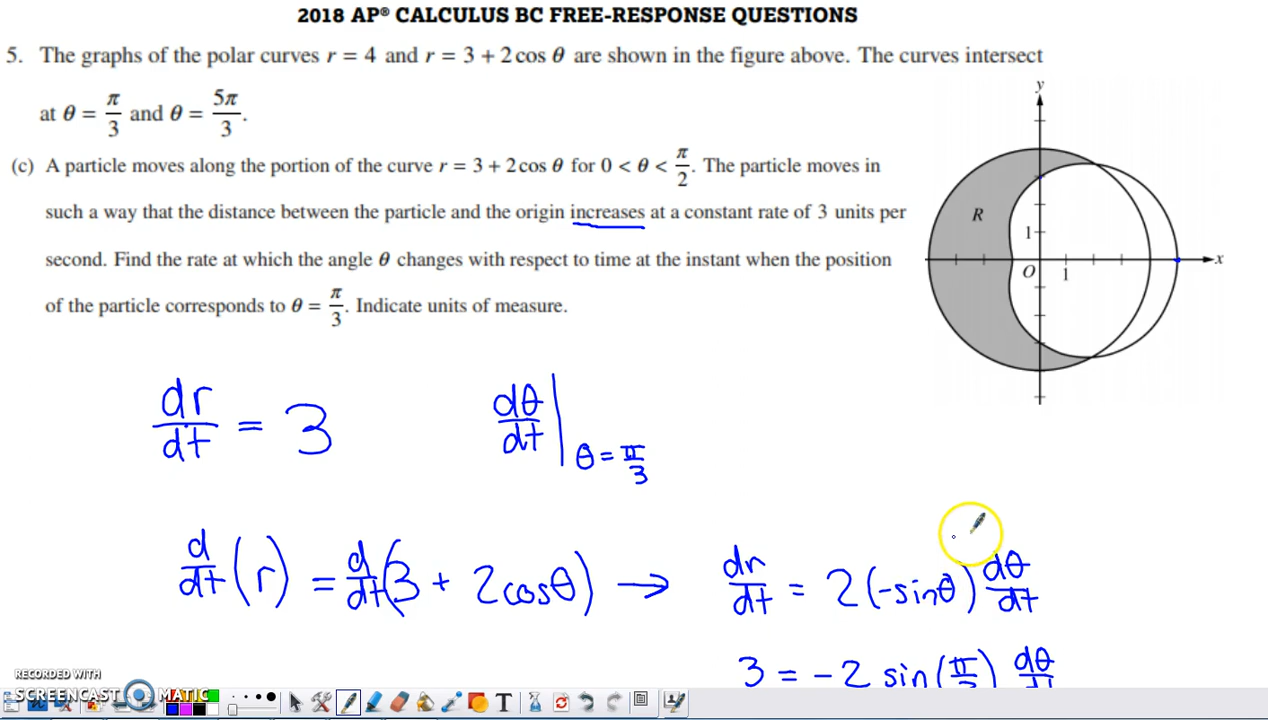 2018 AP® CALCULUS BC FREE-RESPONSE QUESTIONS
5. The graphs of the polar curves r = 4 and r = 3 + 2 cos θ are shown in the figure above. The curves intersect
at θ = π/3 and θ = 5π/3.
(c) A particle moves along the portion of the curve r = 3 + 2 cos θ for 0 < θ < π/2. The particle moves in
such a way that the distance between the particle and the origin increases at a constant rate of 3 units per
second. Find the rate at which the angle θ changes with respect to time at the instant when the position
of the particle corresponds to θ = π/3. Indicate units of measure.
y
R
1
O
1
x
dr/dt = 3
dθ/dt | θ = π/3
d/dt (r) = d/dt (3 + 2cosθ) → dr/dt = 2(-sinθ) dθ/dt
3 = -2 sin(π/3) dθ/dt
RECORDED WITH
SCREENCAST MATIC
T